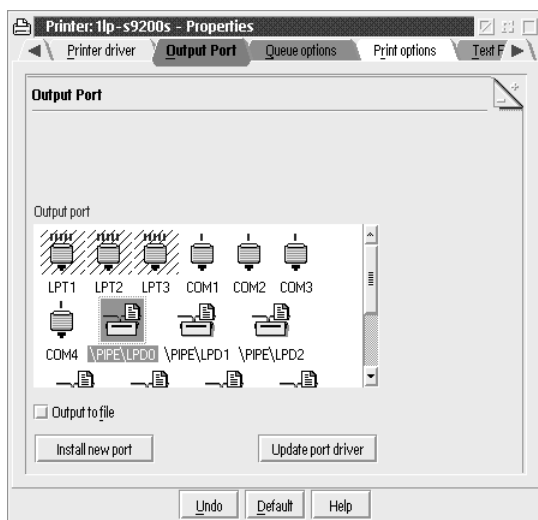 Printer: 1lp-s9200s - Properties
Printer driver Output Port Queue options Print options Text F
Output Port
Output port
LPT1 LPT2 LPT3 COM1 COM2 COM3
COM4 \PIPE\LPD0 \PIPE\LPD1 \PIPE\LPD2
Output to file
Install new port Update port driver
Undo Default Help